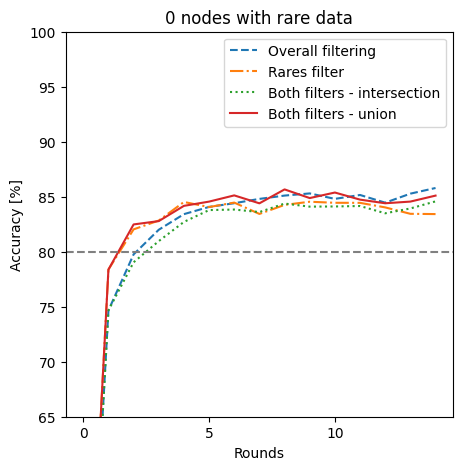 0 nodes with rare data
Overall filtering
Rares filter
Both filters - intersection
Both filters - union
Accuracy [%]
100
95
90
85
80
75
70
65
0
5
10
Rounds